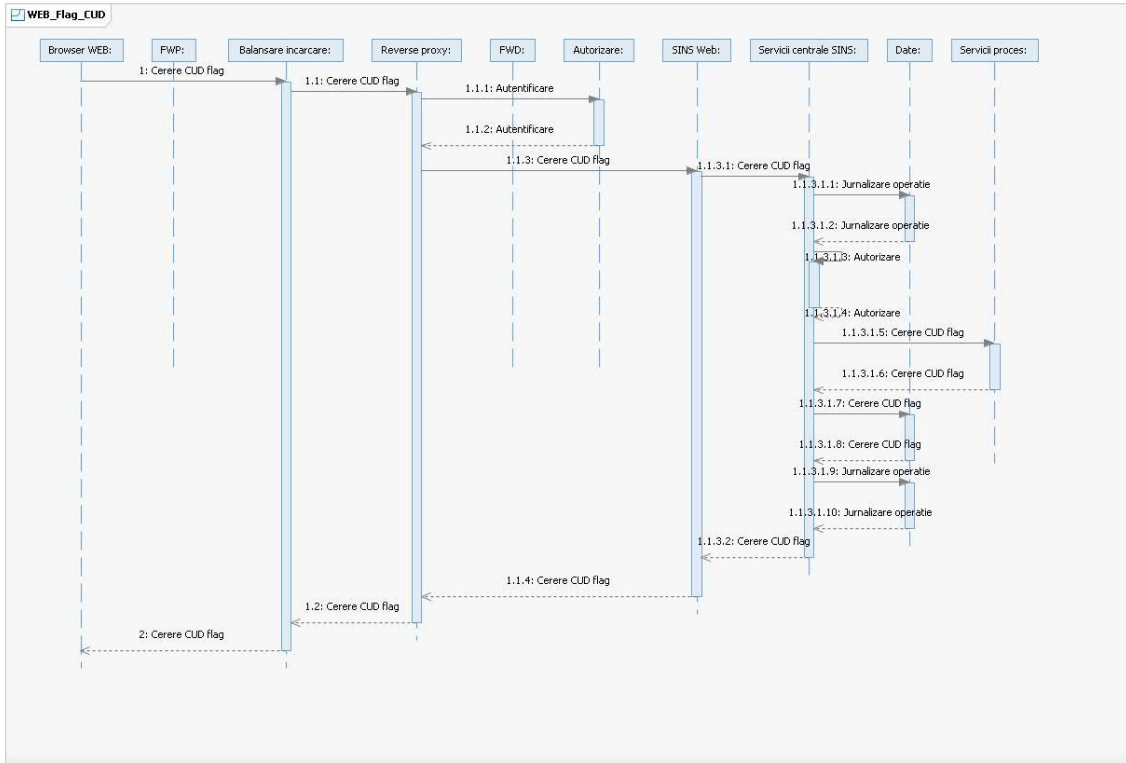 WEB_Flag_CUD
Browser WEB:
FWP:
Balansare incarcare:
Reverse proxy:
FWD:
Autorizare:
SINS Web:
Servicii centrale SINS:
Date:
Servicii proces:
1: Cerere CUD flag
1.1: Cerere CUD flag
1.1.1: Autentificare
1.1.2: Autentificare
1.1.3: Cerere CUD flag
1.1.3.1: Cerere CUD flag
1.1.3.1.1: Jurnalizare operatie
1.1.3.1.2: Jurnalizare operatie
1.1.3.1.3: Autorizare
1.1.3.1.4: Autorizare
1.1.3.1.5: Cerere CUD flag
1.1.3.1.6: Cerere CUD flag
1.1.3.1.7: Cerere CUD flag
1.1.3.1.8: Cerere CUD flag
1.1.3.1.9: Jurnalizare operatie
1.1.3.1.10: Jurnalizare operatie
1.1.3.2: Cerere CUD flag
1.1.4: Cerere CUD flag
1.2: Cerere CUD flag
2: Cerere CUD flag